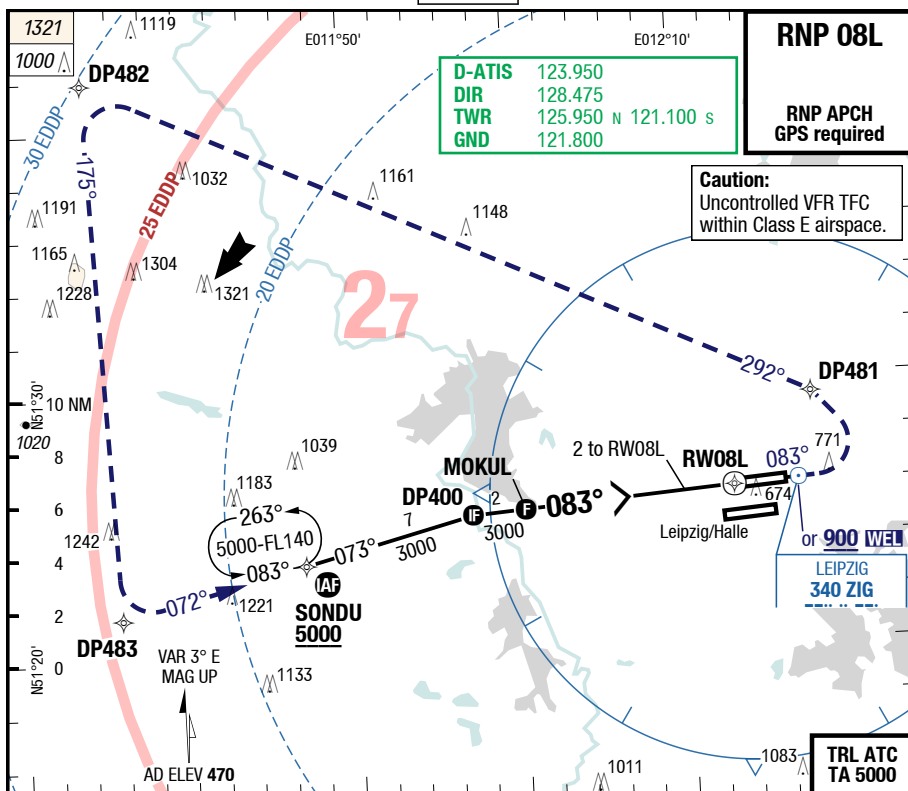 1321
1000
1119
E011°50'
E012°10'
RNP 08L
RNP APCH
GPS required
D-ATIS 123.950
DIR 128.475
TWR 125.950 N 121.100 S
GND 121.800
DP482
30 EDDP
175°
25 EDDP
1032
1161
1148
Caution:
Uncontrolled VFR TFC
within Class E airspace.
1191
1165
1304
1228
1321
20 EDDP
27
292°
DP481
N51°30'
10 NM
1020
8
6
4
2
0
N51°20'
1039
1183
1242
MOKUL
2 to RW08L
RW08L
083°
771
674
DP400
IF
2
F
083°
7
3000
3000
Leipzig/Halle
263°
5000-FL140
083°
073°
or 900 WEL
LEIPZIG
340 ZIG
IAF
SONDU
5000
072°
1221
DP483
VAR 3° E
MAG UP
1133
AD ELEV 470
1011
1083
TRL ATC
TA 5000